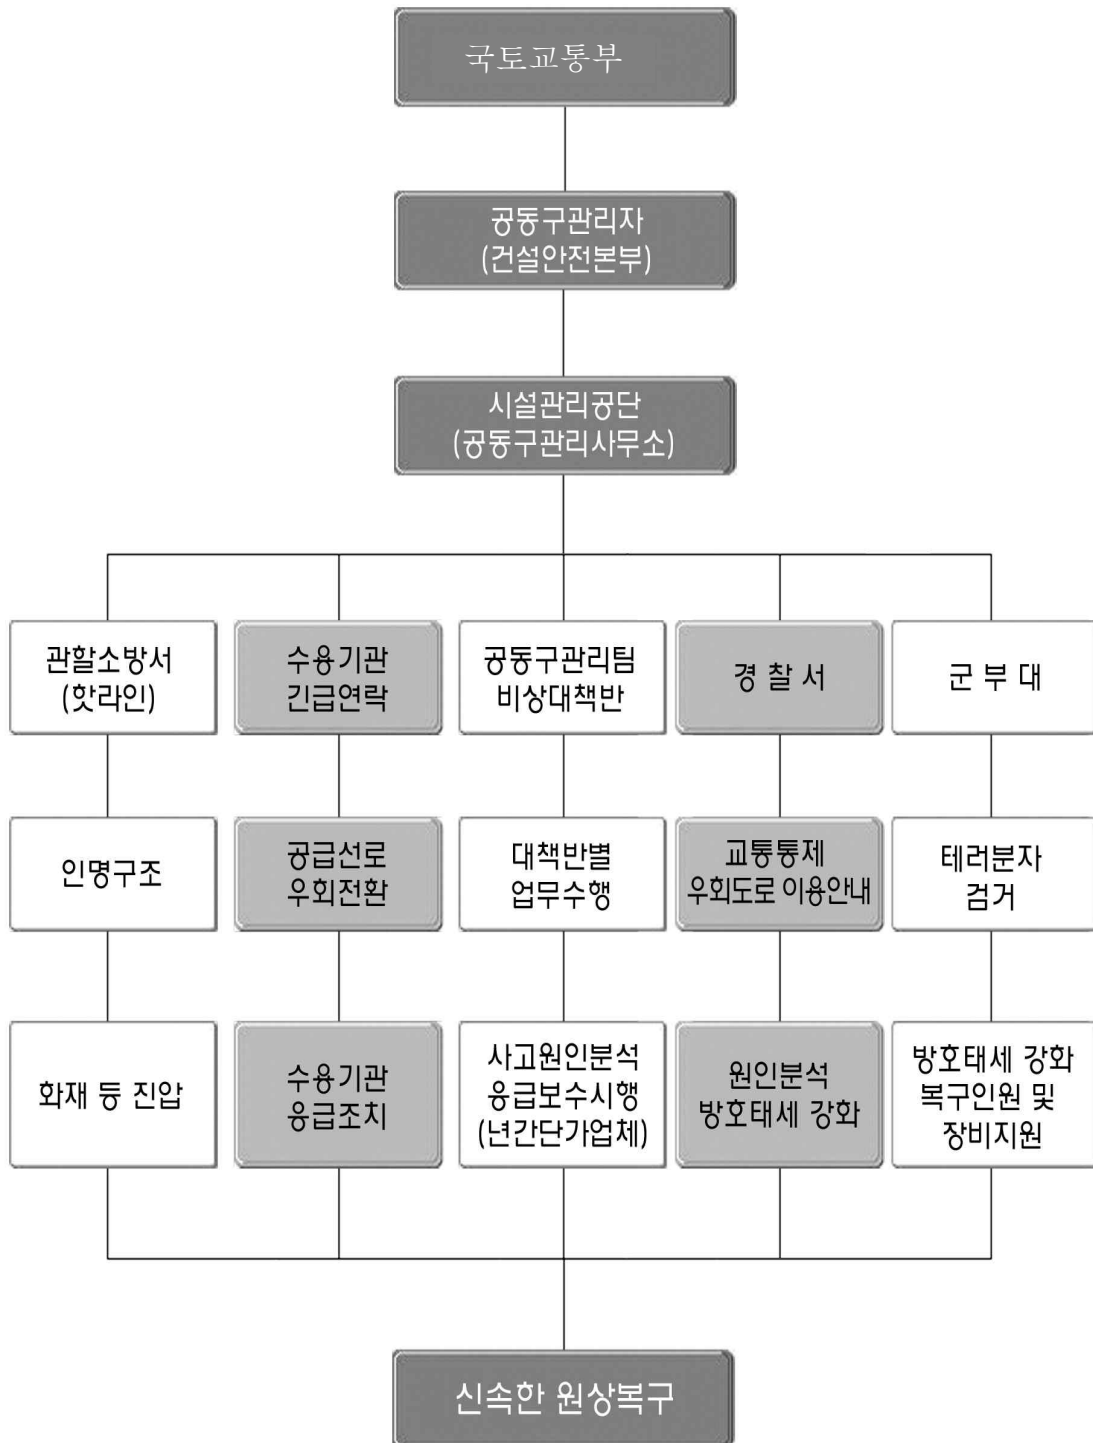 국토교통부
공동구관리자
(건설안전본부)
시설관리공단
(공동구관리사무소)
관할소방서
(핫라인)
수용기관
긴급연락
공동구관리팀
비상대책반
경 찰 서
군 부 대
인명구조
공급선로
우회전환
대책반별
업무수행
교통통제
우회도로 이용안내
테러분자
검거
화재 등 진압
수용기관
응급조치
사고원인분석
응급보수시행
(년간단가업체)
원인분석
방호태세 강화
방호태세 강화
복구인원 및
장비지원
신속한 원상복구